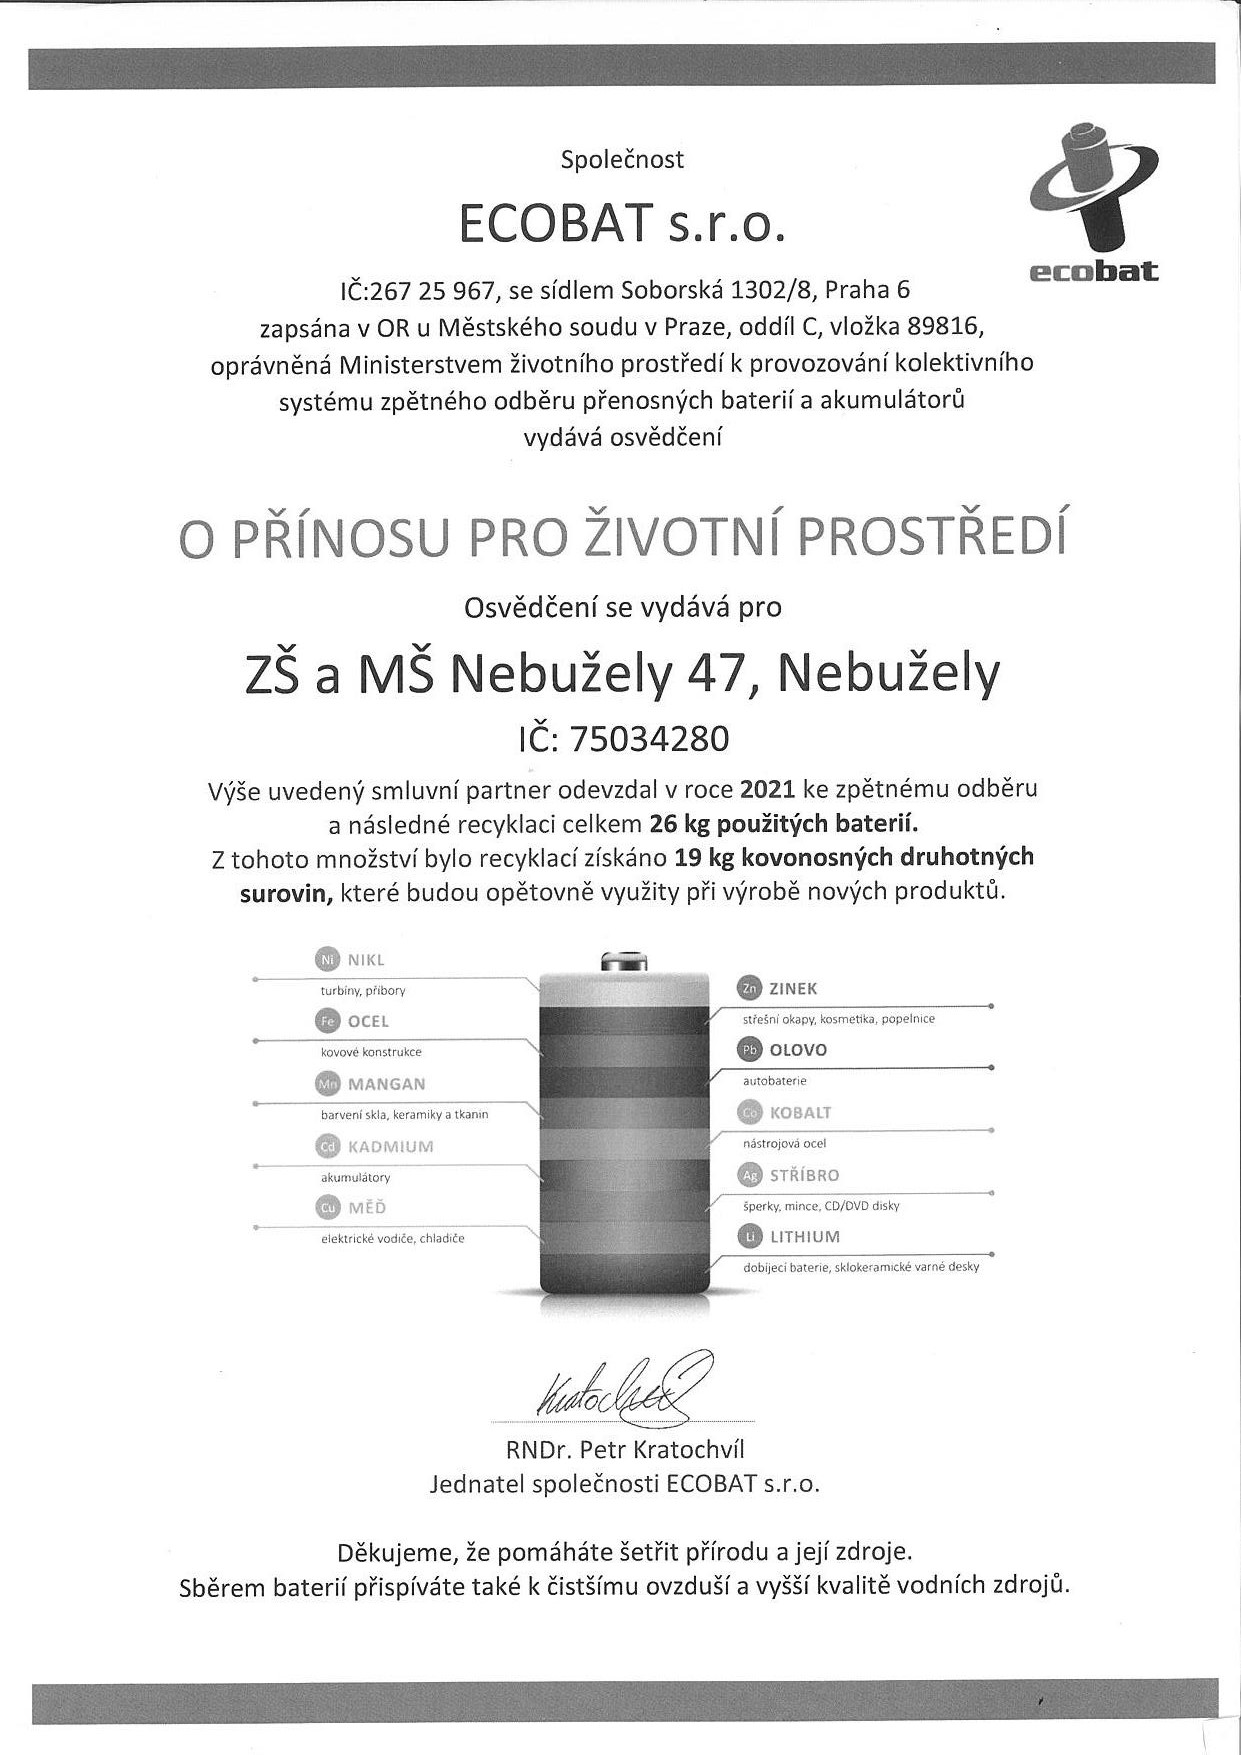 Společnost
ECOBAT s.r.o.
ecobat
IČ:267 25 967, se sídlem Soborská 1302/8, Praha 6
zapsána v OR u Městského soudu v Praze, oddíl C, vložka 89816,
oprávněná Ministerstvem životního prostředí k provozování kolektivního
systému zpětného odběru přenosných baterií a akumulátorů
vydává osvědčení
O PŘÍNOSU PRO ŽIVOTNÍ PROSTŘEDÍ
Osvědčení se vydává pro
ZŠ a MŠ Nebužely 47, Nebužely
IČ: 75034280
Výše uvedený smluvní partner odevzdal v roce 2021 ke zpětnému odběru
a následné recyklaci celkem 26 kg použitých baterií.
Z tohoto množství bylo recyklací získáno 19 kg kovonosných druhotných
surovin, které budou opětovně využity při výrobě nových produktů.
Ni NIKL
turbíny, příbory
Fe OCEL
kovové konstrukce
Mn MANGAN
barvení skla, keramiky a tkanin
Cd KADMIUM
akumulátory
Cu MĚĎ
elektrické vodiče, chladiče
Zn ZINEK
střešní okapy, kosmetika, popelnice
Pb OLOVO
autobaterie
Co KOBALT
nástrojová ocel
Ag STŘÍBRO
šperky, mince, CD/DVD disky
Li LITHIUM
dobíjecí baterie, sklokeramické varné desky
Kratochvíl
RNDr. Petr Kratochvíl
Jednatel společnosti ECOBAT s.r.o.
Děkujeme, že pomáháte šetřit přírodu a její zdroje.
Sběrem baterií přispíváte také k čistšímu ovzduší a vyšší kvalitě vodních zdrojů.